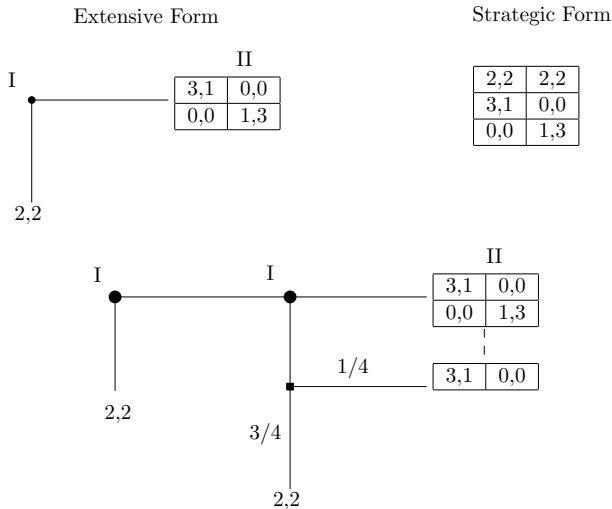 Extensive Form
Strategic Form
I
II
3,1 0,0
0,0 1,3
2,2
2,2 2,2
3,1 0,0
0,0 1,3
I
I
II
3,1 0,0
0,0 1,3
1/4
3,1 0,0
2,2
3/4
2,2